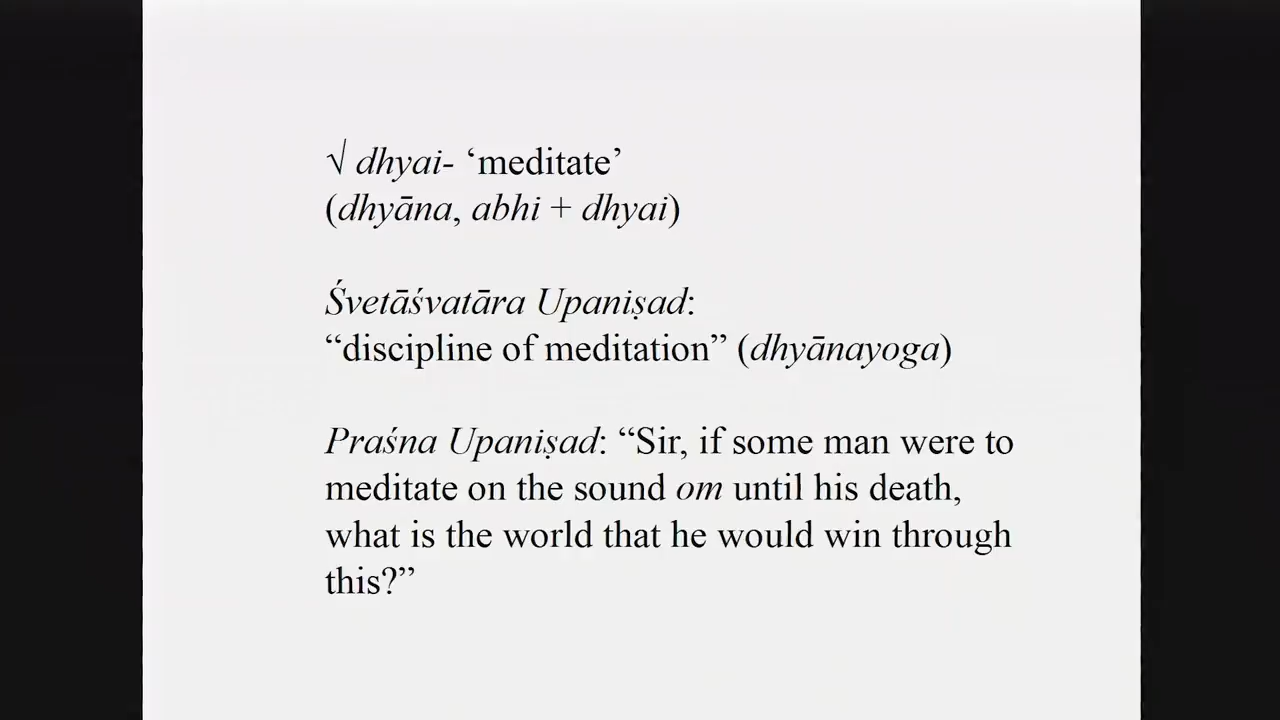 √ dhyai- ‘meditate’
(dhyāna, abhi + dhyai)
Śvetāśvatāra Upaniṣad:
“discipline of meditation” (dhyānayoga)
Praśna Upaniṣad: “Sir, if some man were to
meditate on the sound om until his death,
what is the world that he would win through
this?”